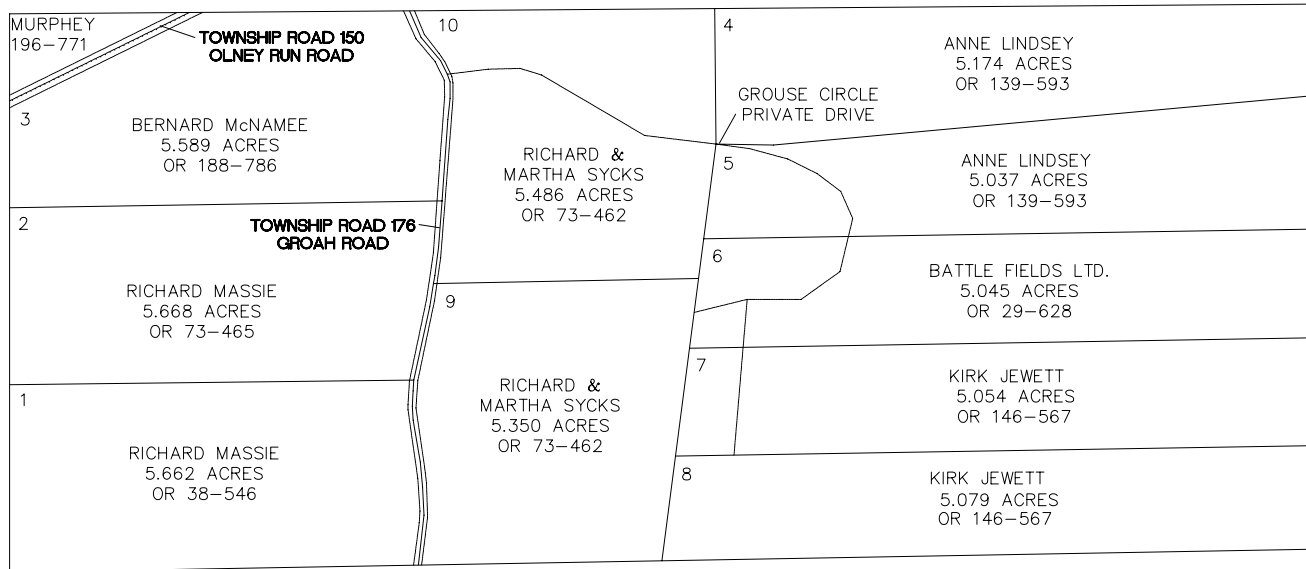 MURPHEY
196-771
TOWNSHIP ROAD 150
OLNEY RUN ROAD
3
BERNARD McNAMEE
5.589 ACRES
OR 188-786
2
TOWNSHIP ROAD 176
GROAH ROAD
RICHARD MASSIE
5.668 ACRES
OR 73-465
1
RICHARD MASSIE
5.662 ACRES
OR 38-546
10
RICHARD &
MARTHA SYCKS
5.486 ACRES
OR 73-462
9
RICHARD &
MARTHA SYCKS
5.350 ACRES
OR 73-462
4
ANNE LINDSEY
5.174 ACRES
OR 139-593
GROUSE CIRCLE
PRIVATE DRIVE
5
ANNE LINDSEY
5.037 ACRES
OR 139-593
6
BATTLE FIELDS LTD.
5.045 ACRES
OR 29-628
7
KIRK JEWETT
5.054 ACRES
OR 146-567
8
KIRK JEWETT
5.079 ACRES
OR 146-567